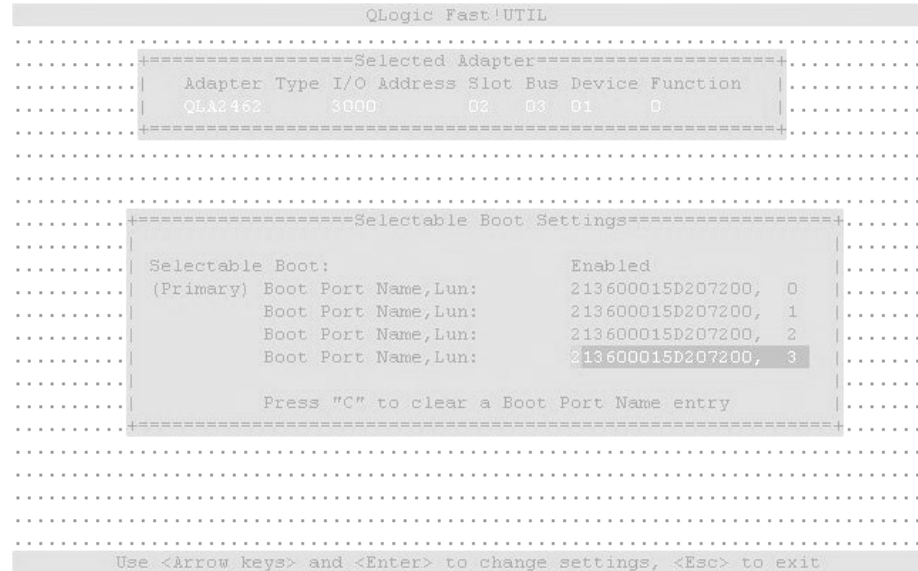 QLogic Fast!UTIL
Selected Adapter
Adapter Type I/O Address Slot Bus Device Function
QLA2462 3000 02 03 01 0
Selectable Boot Settings
Selectable Boot: Enabled
(Primary) Boot Port Name,Lun: 213600015D207200, 0
Boot Port Name,Lun: 213600015D207200, 1
Boot Port Name,Lun: 213600015D207200, 2
Boot Port Name,Lun: 213600015D207200, 3
Press "C" to clear a Boot Port Name entry
Use <Arrow keys> and <Enter> to change settings, <Esc> to exit